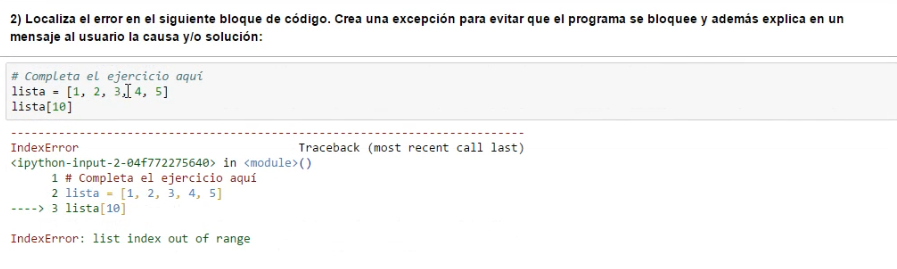 2) Localiza el error en el siguiente bloque de código. Crea una excepción para evitar que el programa se bloquee y además explica en un
mensaje al usuario la causa y/o solución:
# Completa el ejercicio aquí
lista = [1, 2, 3, 4, 5]
lista[10]
---------------------------------------------------------------------------
IndexError Traceback (most recent call last)
<ipython-input-2-04f772275640> in <module>()
1 # Completa el ejercicio aquí
2 lista = [1, 2, 3, 4, 5]
----> 3 lista[10]
IndexError: list index out of range